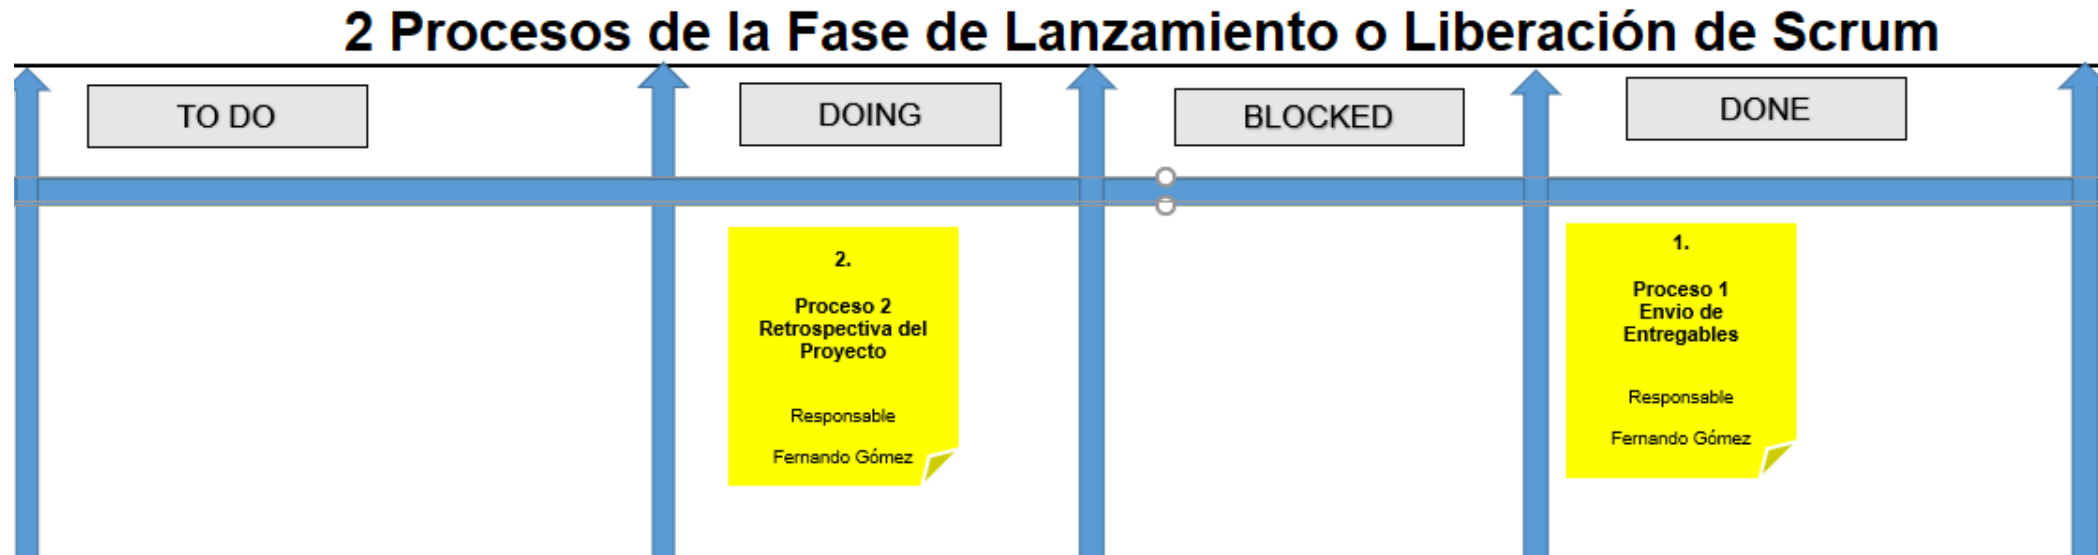 2 Procesos de la Fase de Lanzamiento o Liberación de Scrum
TO DO
DOING
BLOCKED
DONE
2.
Proceso 2
Retrospectiva del
Proyecto
Responsable
Fernando Gómez
1.
Proceso 1
Envio de
Entregables
Responsable
Fernando Gómez